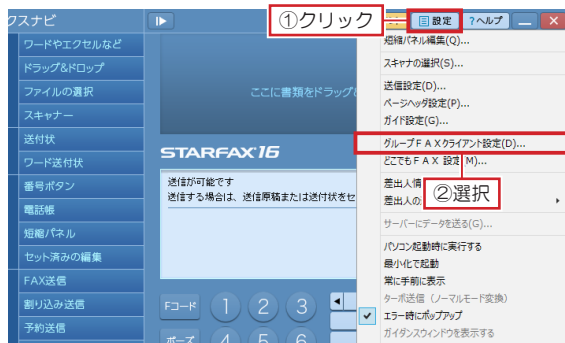 クスナビ
①クリック
設定
?ヘルプ
ワードやエクセルなど
ドラッグ&ドロップ
ファイルの選択
スキャナー
送付状
ワード送付状
番号ボタン
電話帳
短縮パネル
セット済みの編集
FAX送信
割り込み送信
予約送信
ここに書類をドラッグ&
STARFAX 16
送信が可能です
送信する場合は、送信原稿または送付状をセ
Fコード
1
2
3
ポーズ
4
5
6
短縮パネル編集(Q)...
スキャナの選択(S)...
送信設定(D)...
ページヘッダ設定(P)...
ガイド設定(G)...
グループFAXクライアント設定(D)...
どこでもFAX 設定(M)...
差出人情
②選択
差出人の
サーバーにデータを送る(G)...
パソコン起動時に実行する
最小化で起動
常に手前に表示
ターボ送信（ノーマルモード変換）
エラー時にポップアップ
ガイダンスウィンドウを表示する